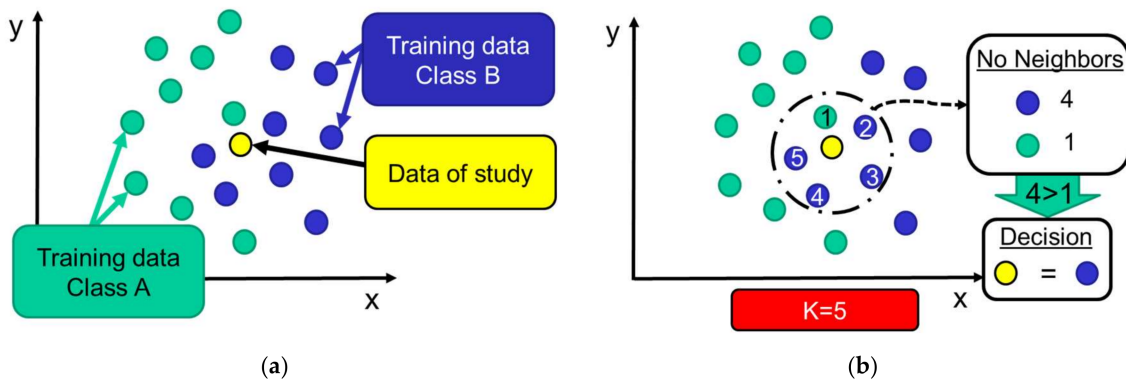 y
Training data
Class B
Data of study
Training data
Class A
x
(a)
y
No Neighbors
4
1
4>1
Decision
=
1
2
3
4
5
x
K=5
(b)